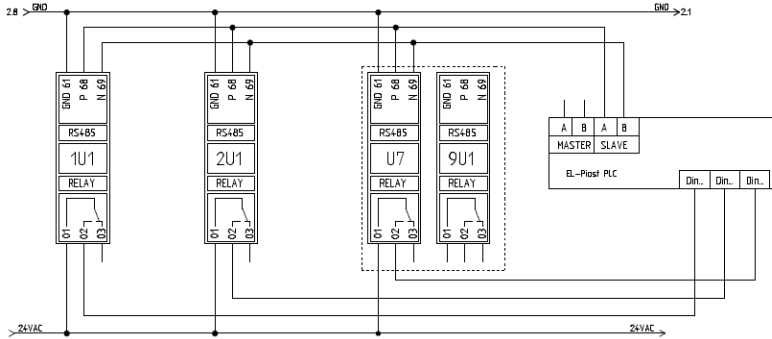 2.8 GND GND 2.1
GND 61 P 68 N 69 GND 61 P 68 N 69 GND 61 P 68 N 69 GND 61 P 68 N 69
RS485 RS485 RS485 RS485
1U1 2U1 U7 9U1
RELAY RELAY RELAY RELAY
01 02 03 01 02 03 01 02 03 01 02 03
A B A B
MASTER SLAVE
EL-Piast PLC
Din.. Din.. Din..
24VAC 24VAC